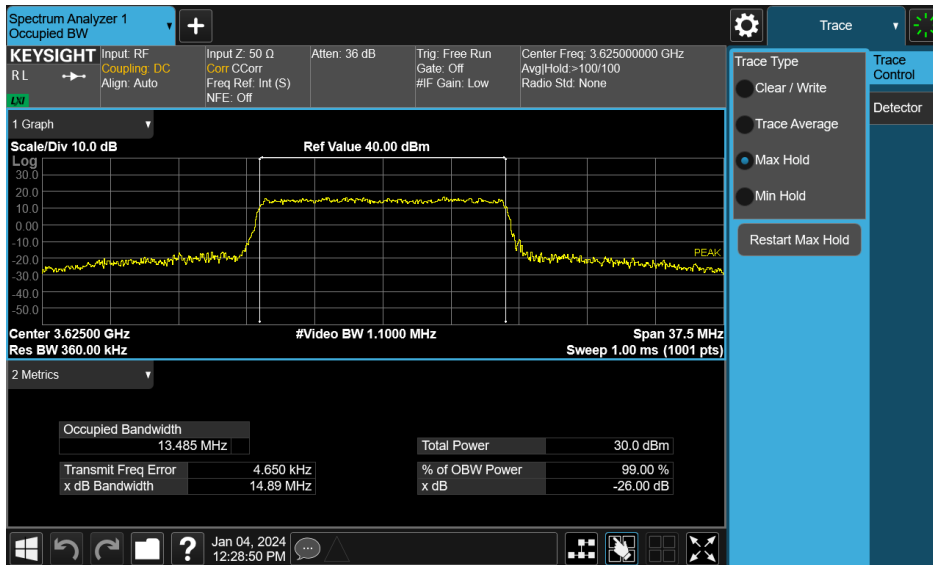 Spectrum Analyzer 1
Occupied BW
+
Trace
KEYSIGHT
RL
LXI
Input: RF
Coupling: DC
Align: Auto
Input Z: 50 Ω
Corr CCorr
Freq Ref: Int (S)
NFE: Off
Atten: 36 dB
Trig: Free Run
Gate: Off
#IF Gain: Low
Center Freq: 3.625000000 GHz
Avg|Hold:>100/100
Radio Std: None
Trace Type
Clear / Write
Trace Average
Max Hold
Min Hold
Restart Max Hold
Trace
Control
Detector
1 Graph
Scale/Div 10.0 dB
Ref Value 40.00 dBm
Log
30.0
20.0
10.0
0.00
-10.0
-20.0
-30.0
-40.0
-50.0
PEAK
Center 3.62500 GHz
#Video BW 1.1000 MHz
Span 37.5 MHz
Res BW 360.00 kHz
Sweep 1.00 ms (1001 pts)
2 Metrics
Occupied Bandwidth
13.485 MHz
Total Power 30.0 dBm
Transmit Freq Error 4.650 kHz
% of OBW Power 99.00 %
x dB Bandwidth 14.89 MHz
x dB -26.00 dB
?
Jan 04, 2024
12:28:50 PM